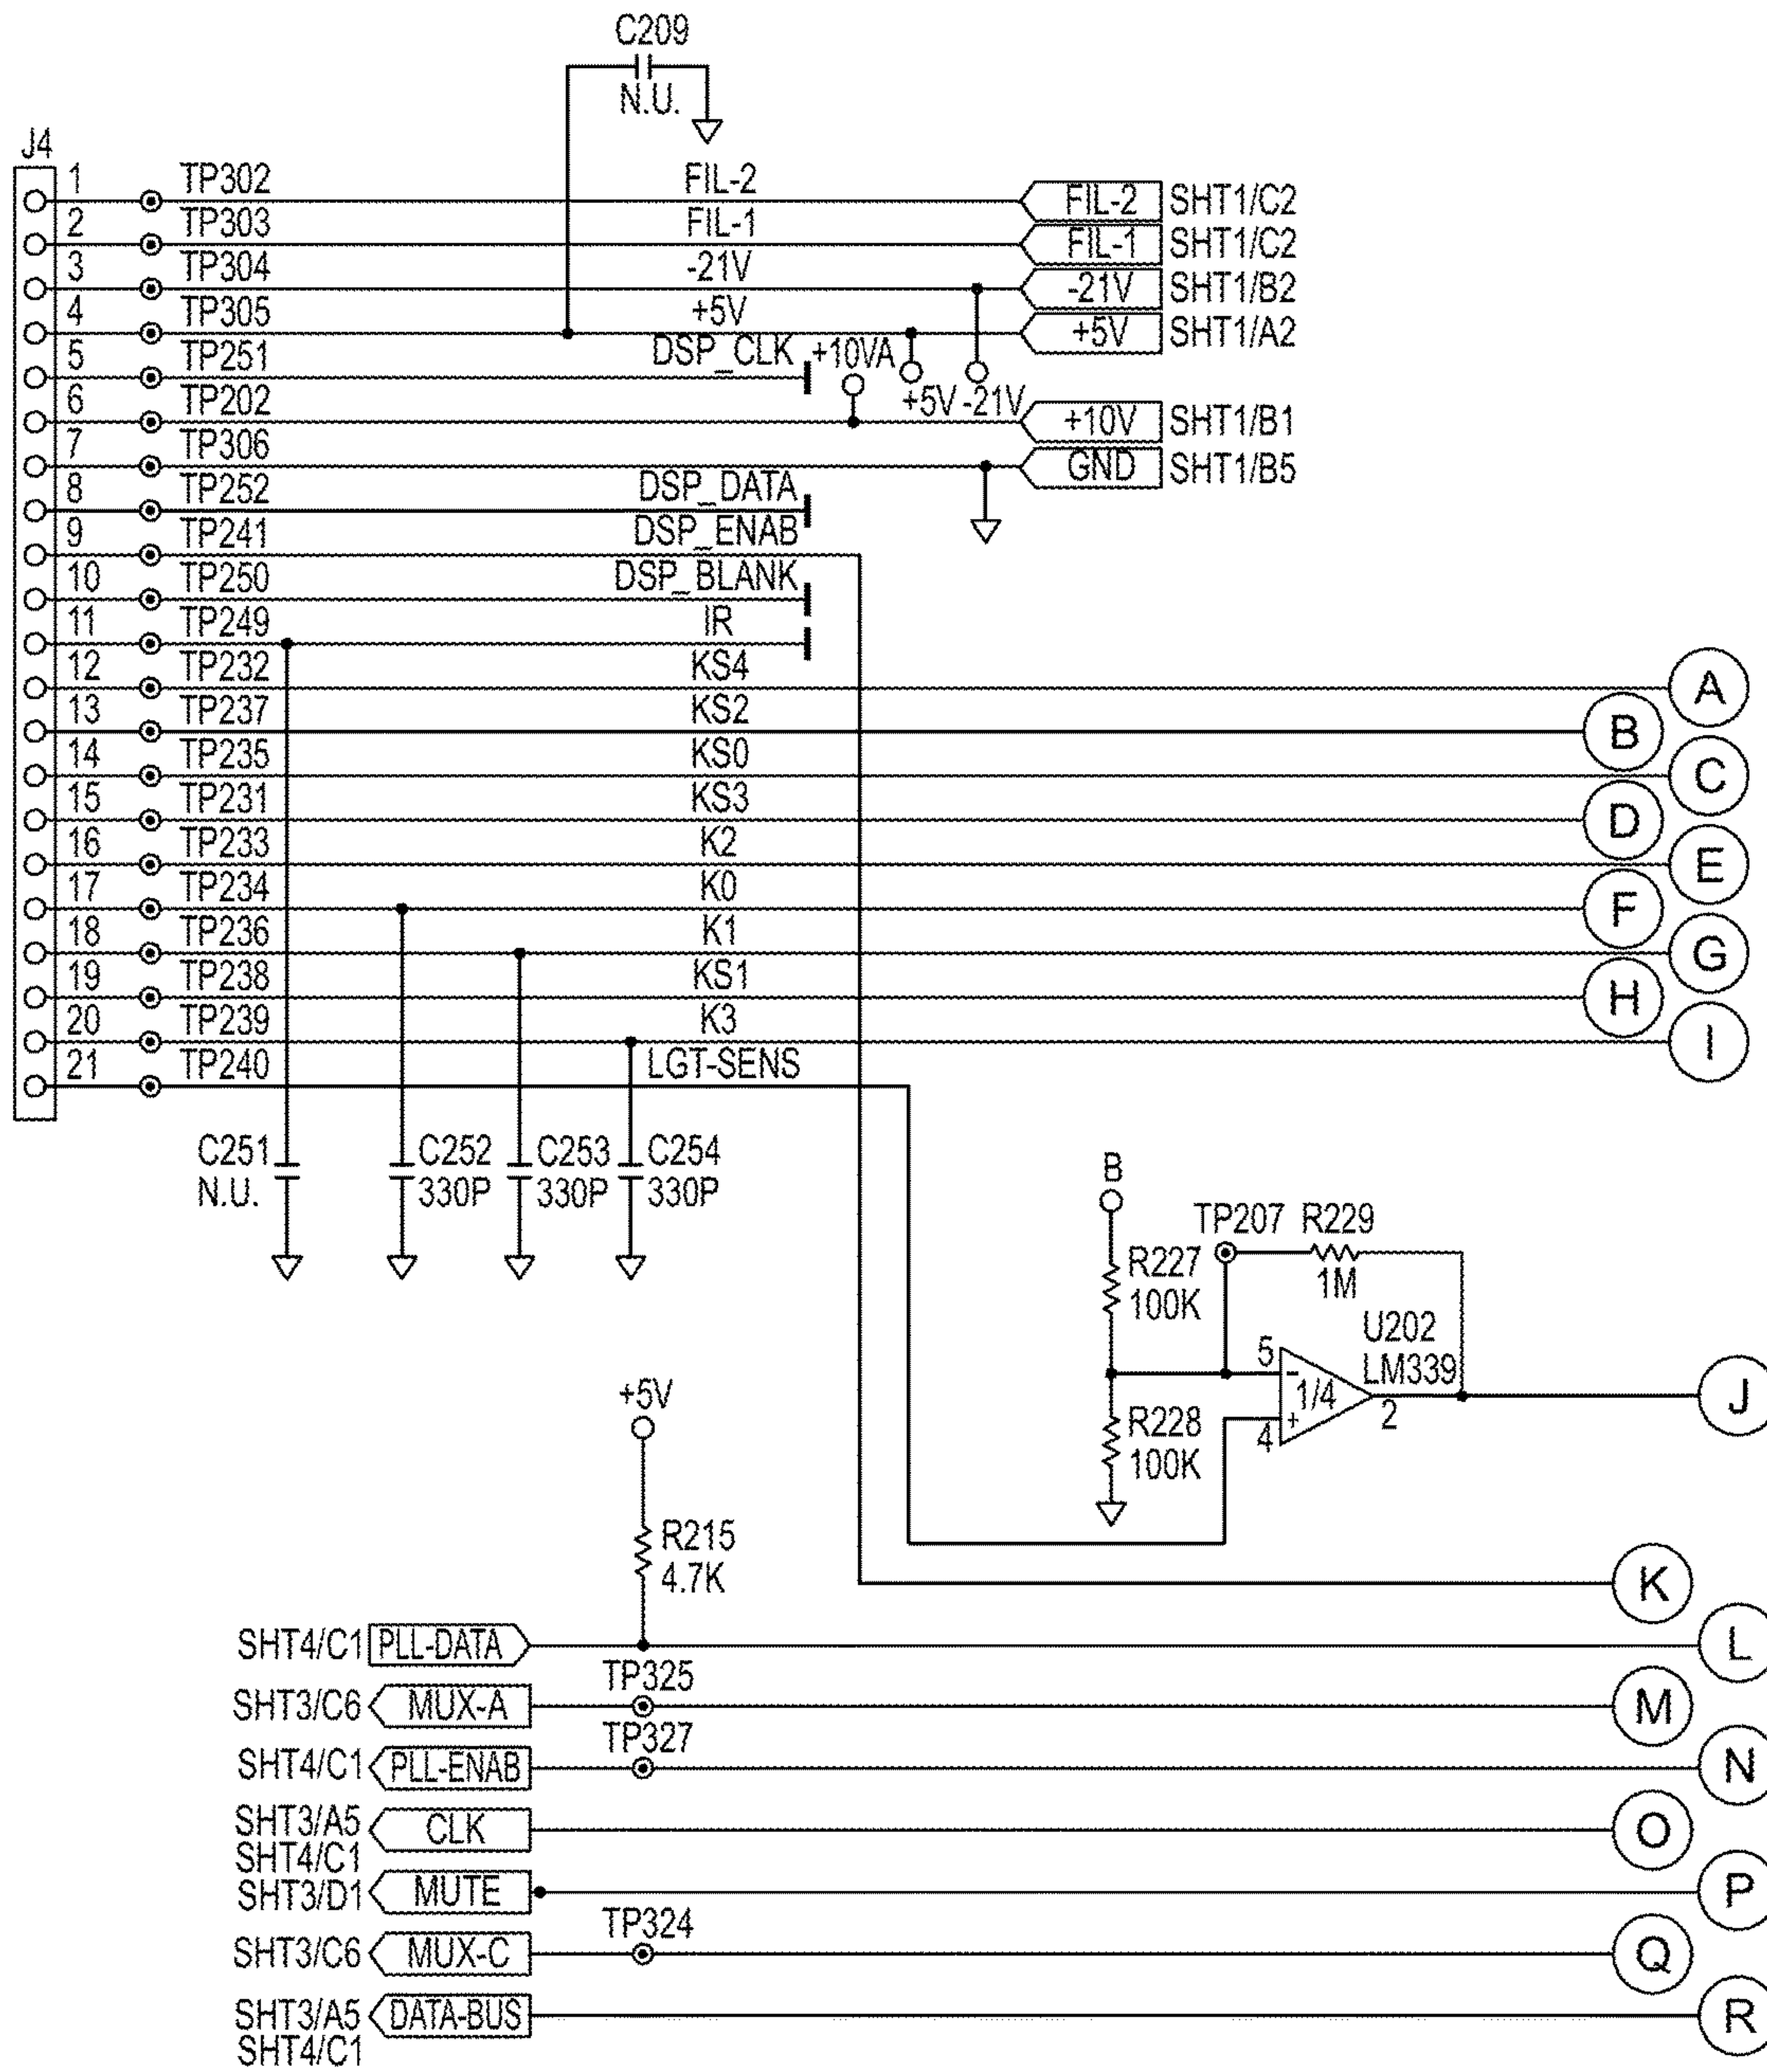 C209
N.U.
J4
1 TP302 FIL-2 FIL-2 SHT1/C2
2 TP303 FIL-1 FIL-1 SHT1/C2
3 TP304 -21V -21V SHT1/B2
4 TP305 +5V +5V SHT1/A2
5 TP251 DSP_CLK +10VA
6 TP202 +5V -21V +10V SHT1/B1
7 TP306 GND SHT1/B5
8 TP252 DSP_DATA
9 TP241 DSP_ENAB
10 TP250 DSP_BLANK
11 TP249 IR
12 TP232 KS4 A
13 TP237 KS2 B
14 TP235 KS0 C
15 TP231 KS3 D
16 TP233 K2 E
17 TP234 K0 F
18 TP236 K1 G
19 TP238 KS1 H
20 TP239 K3 I
21 TP240 LGT-SENS
C251 C252 C253 C254
N.U. 330P 330P 330P
B
TP207 R229
R227 1M
100K
U202
5 LM339
- 1/4 J
+5V
R228 4 + 2
100K
R215
4.7K
K
SHT4/C1 PLL-DATA L
TP325
SHT3/C6 MUX-A M
TP327
SHT4/C1 PLL-ENAB N
SHT3/A5 CLK O
SHT4/C1
SHT3/D1 MUTE P
TP324
SHT3/C6 MUX-C Q
SHT3/A5 DATA-BUS R
SHT4/C1